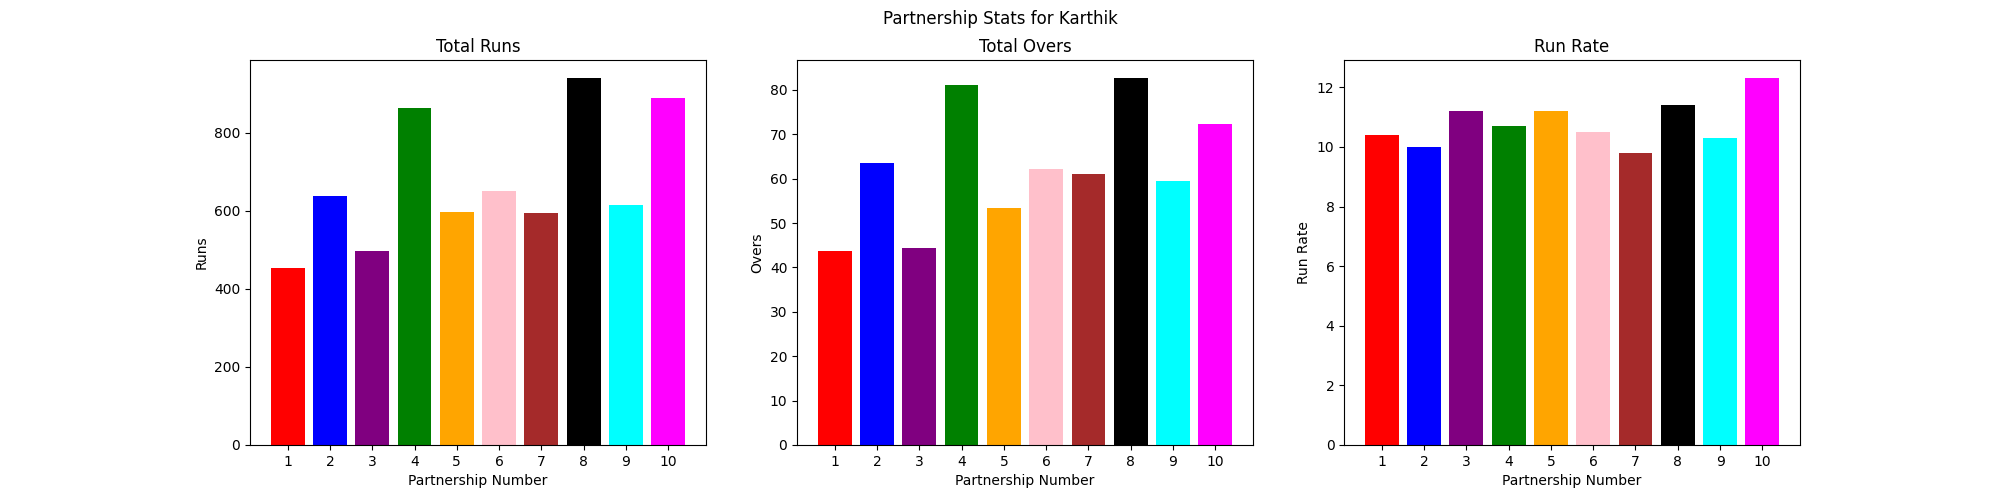 Partnership Stats for Karthik
Total Runs
800
600
400
200
0
Runs
1 2 3 4 5 6 7 8 9 10
Partnership Number
Total Overs
80
70
60
50
40
30
20
10
0
Overs
1 2 3 4 5 6 7 8 9 10
Partnership Number
Run Rate
12
10
8
6
4
2
0
Run Rate
1 2 3 4 5 6 7 8 9 10
Partnership Number